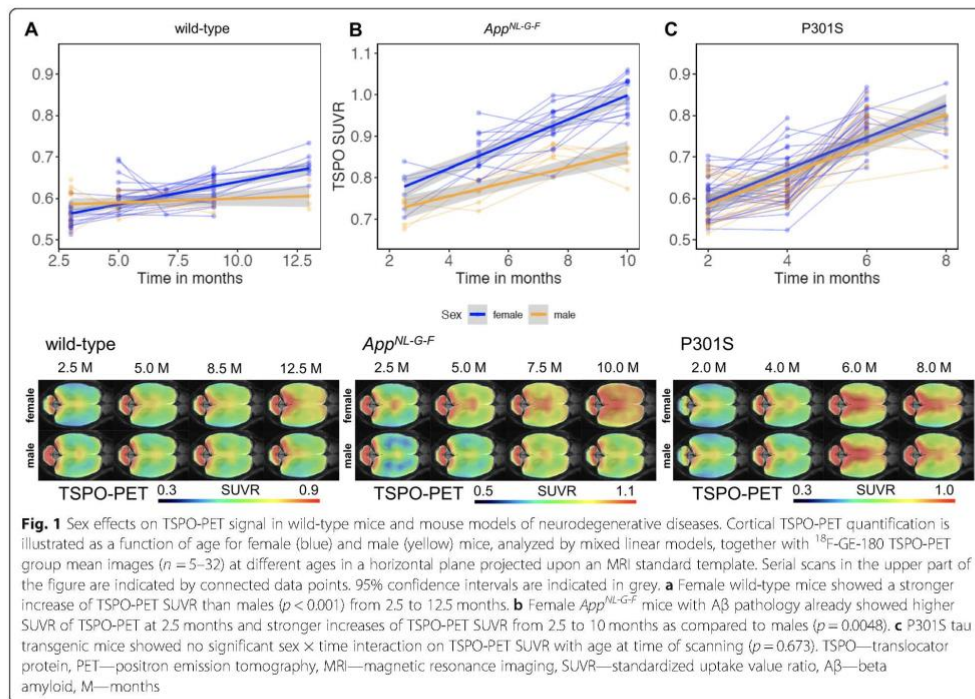 A
wild-type
B
App^NL-G-F
C
P301S
TSPO SUVR
0.9
0.8
0.7
0.6
0.5
2.5 5.0 7.5 10.0 12.5
Time in months
1.0
0.9
0.8
0.7
2 4 6 8 10
Time in months
0.9
0.8
0.7
0.6
0.5
2 4 6 8
Time in months
Sex female male
wild-type
2.5 M 5.0 M 8.5 M 12.5 M
female
male
TSPO-PET 0.3 SUVR 0.9
App^NL-G-F
2.5 M 5.0 M 7.5 M 10.0 M
female
male
TSPO-PET 0.5 SUVR 1.1
P301S
2.0 M 4.0 M 6.0 M 8.0 M
female
male
TSPO-PET 0.3 SUVR 1.0
Fig. 1 Sex effects on TSPO-PET signal in wild-type mice and mouse models of neurodegenerative diseases. Cortical TSPO-PET quantification is
illustrated as a function of age for female (blue) and male (yellow) mice, analyzed by mixed linear models, together with ¹⁸F-GE-180 TSPO-PET
group mean images (n = 5–32) at different ages in a horizontal plane projected upon an MRI standard template. Serial scans in the upper part of
the figure are indicated by connected data points. 95% confidence intervals are indicated in grey. a Female wild-type mice showed a stronger
increase of TSPO-PET SUVR than males (p < 0.001) from 2.5 to 12.5 months. b Female App^NL-G-F mice with Aβ pathology already showed higher
SUVR of TSPO-PET at 2.5 months and stronger increases of TSPO-PET SUVR from 2.5 to 10 months as compared to males (p = 0.0048). c P301S tau
transgenic mice showed no significant sex × time interaction on TSPO-PET SUVR with age at time of scanning (p = 0.673). TSPO—translocator
protein, PET—positron emission tomography, MRI—magnetic resonance imaging, SUVR—standardized uptake value ratio, Aβ—beta
amyloid, M—months